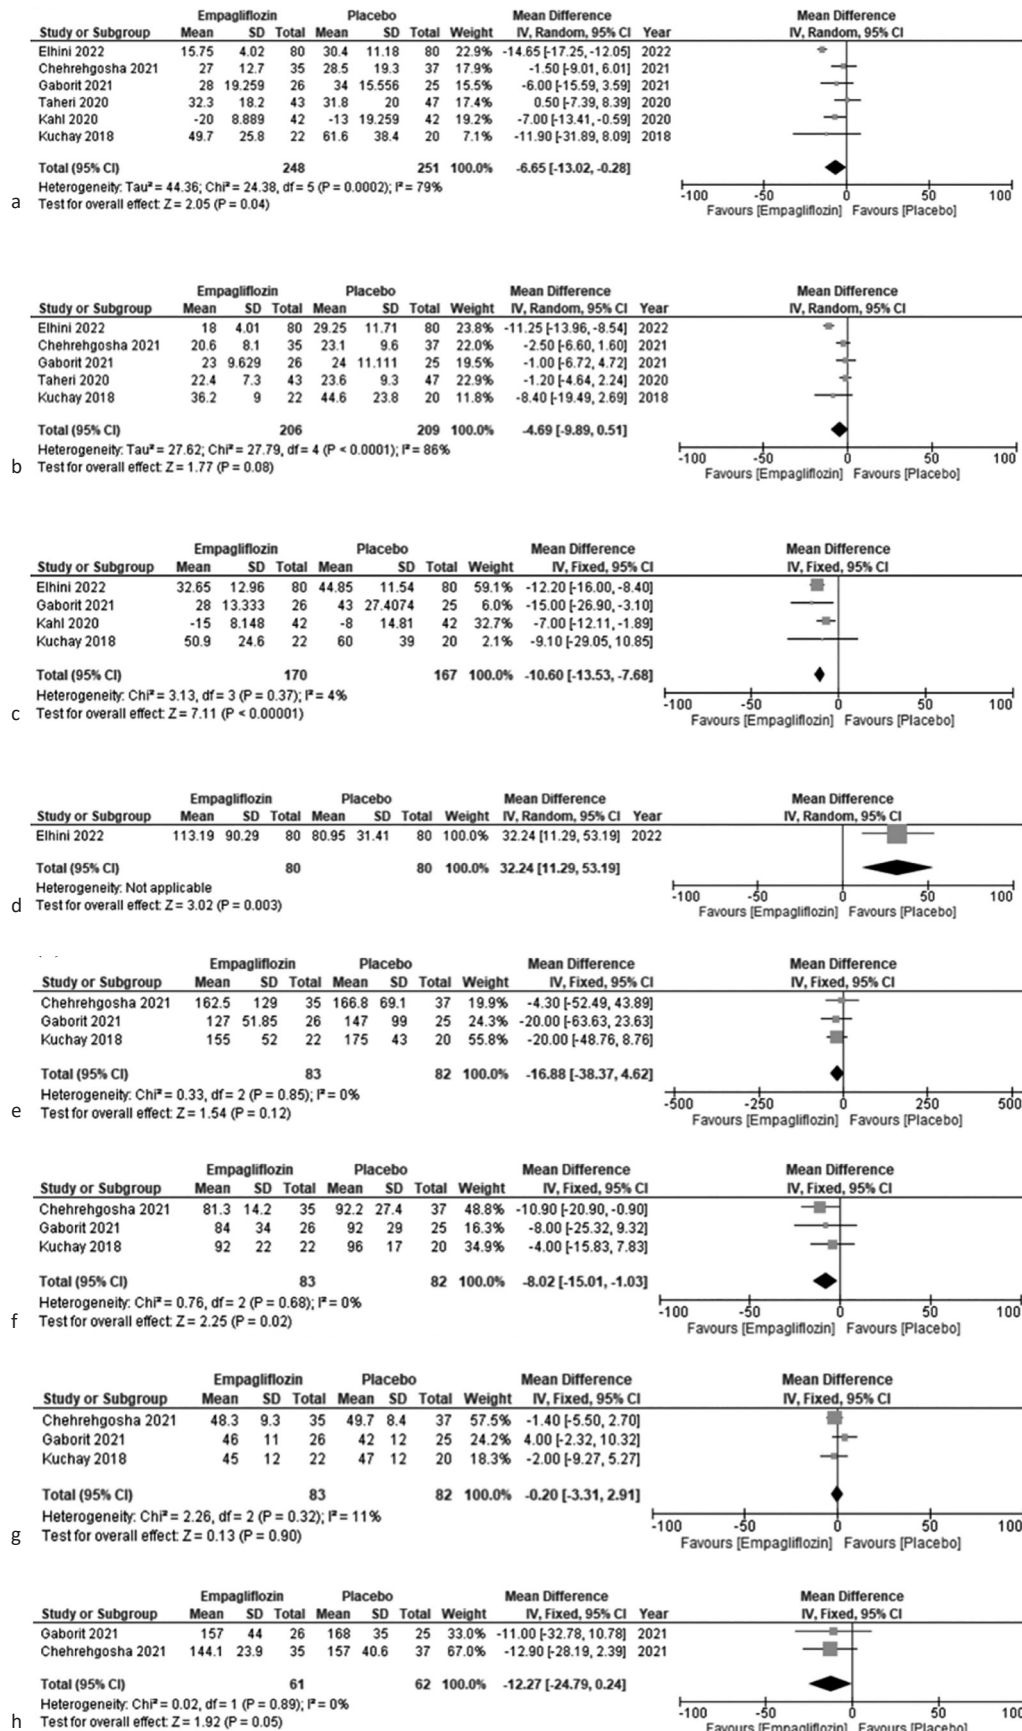 Empagliflozin Placebo Mean Difference Mean Difference
Study or Subgroup Mean SD Total Mean SD Total Weight IV, Random, 95% CI Year IV, Random, 95% CI
Elhini 2022 15.75 4.02 80 30.4 11.18 80 22.9% -14.65 [-17.25, -12.05] 2022
Chehrehgosha 2021 27 12.7 35 28.5 19.3 37 17.9% -1.50 [-9.01, 6.01] 2021
Gaborit 2021 28 19.259 26 34 15.556 25 15.5% -6.00 [-15.59, 3.59] 2021
Taheri 2020 32.3 18.2 43 31.8 20 47 17.4% 0.50 [-7.39, 8.39] 2020
Kahl 2020 -20 8.889 42 -13 19.259 42 19.2% -7.00 [-13.41, -0.59] 2020
Kuchay 2018 49.7 25.8 22 61.6 38.4 20 7.1% -11.90 [-31.89, 8.09] 2018
Total (95% CI) 248 251 100.0% -6.65 [-13.02, -0.28]
Heterogeneity: Tau² = 44.36; Chi² = 24.38, df = 5 (P = 0.0002); I² = 79%
Test for overall effect: Z = 2.05 (P = 0.04)
-100 -50 0 50 100
Favours [Empagliflozin] Favours [Placebo]
a
Empagliflozin Placebo Mean Difference Mean Difference
Study or Subgroup Mean SD Total Mean SD Total Weight IV, Random, 95% CI Year IV, Random, 95% CI
Elhini 2022 18 4.01 80 29.25 11.71 80 23.8% -11.25 [-13.96, -8.54] 2022
Chehrehgosha 2021 20.6 8.1 35 23.1 9.6 37 22.0% -2.50 [-6.60, 1.60] 2021
Gaborit 2021 23 9.629 26 24 11.111 25 19.5% -1.00 [-6.72, 4.72] 2021
Taheri 2020 22.4 7.3 43 23.6 9.3 47 22.9% -1.20 [-4.64, 2.24] 2020
Kuchay 2018 36.2 9 22 44.6 23.8 20 11.8% -8.40 [-19.49, 2.69] 2018
Total (95% CI) 206 209 100.0% -4.69 [-9.89, 0.51]
Heterogeneity: Tau² = 27.62; Chi² = 27.79, df = 4 (P < 0.0001); I² = 86%
Test for overall effect: Z = 1.77 (P = 0.08)
-100 -50 0 50 100
Favours [Empagliflozin] Favours [Placebo]
b
Empagliflozin Placebo Mean Difference Mean Difference
Study or Subgroup Mean SD Total Mean SD Total Weight IV, Fixed, 95% CI IV, Fixed, 95% CI
Elhini 2022 32.65 12.96 80 44.85 11.54 80 59.1% -12.20 [-16.00, -8.40]
Gaborit 2021 28 13.333 26 43 27.4074 25 6.0% -15.00 [-26.90, -3.10]
Kahl 2020 -15 8.148 42 -8 14.81 42 32.7% -7.00 [-12.11, -1.89]
Kuchay 2018 50.9 24.6 22 60 39 20 2.1% -9.10 [-29.05, 10.85]
Total (95% CI) 170 167 100.0% -10.60 [-13.53, -7.68]
Heterogeneity: Chi² = 3.13, df = 3 (P = 0.37); I² = 4%
Test for overall effect: Z = 7.11 (P < 0.00001)
-100 -50 0 50 100
Favours [Empagliflozin] Favours [Placebo]
c
Empagliflozin Placebo Mean Difference Mean Difference
Study or Subgroup Mean SD Total Mean SD Total Weight IV, Random, 95% CI Year IV, Random, 95% CI
Elhini 2022 113.19 90.29 80 80.95 31.41 80 100.0% 32.24 [11.29, 53.19] 2022
Total (95% CI) 80 80 100.0% 32.24 [11.29, 53.19]
Heterogeneity: Not applicable
Test for overall effect: Z = 3.02 (P = 0.003)
-100 -50 0 50 100
Favours [Empagliflozin] Favours [Placebo]
d
Empagliflozin Placebo Mean Difference Mean Difference
Study or Subgroup Mean SD Total Mean SD Total Weight IV, Fixed, 95% CI IV, Fixed, 95% CI
Chehrehgosha 2021 162.5 129 35 166.8 69.1 37 19.9% -4.30 [-52.49, 43.89]
Gaborit 2021 127 51.85 26 147 99 25 24.3% -20.00 [-63.63, 23.63]
Kuchay 2018 155 52 22 175 43 20 55.8% -20.00 [-48.76, 8.76]
Total (95% CI) 83 82 100.0% -16.88 [-38.37, 4.62]
Heterogeneity: Chi² = 0.33, df = 2 (P = 0.85); I² = 0%
Test for overall effect: Z = 1.54 (P = 0.12)
-500 -250 0 250 500
Favours [Empagliflozin] Favours [Placebo]
e
Empagliflozin Placebo Mean Difference Mean Difference
Study or Subgroup Mean SD Total Mean SD Total Weight IV, Fixed, 95% CI IV, Fixed, 95% CI
Chehrehgosha 2021 81.3 14.2 35 92.2 27.4 37 48.8% -10.90 [-20.90, -0.90]
Gaborit 2021 84 34 26 92 29 25 16.3% -8.00 [-25.32, 9.32]
Kuchay 2018 92 22 22 96 17 20 34.9% -4.00 [-15.83, 7.83]
Total (95% CI) 83 82 100.0% -8.02 [-15.01, -1.03]
Heterogeneity: Chi² = 0.76, df = 2 (P = 0.68); I² = 0%
Test for overall effect: Z = 2.25 (P = 0.02)
-100 -50 0 50 100
Favours [Empagliflozin] Favours [Placebo]
f
Empagliflozin Placebo Mean Difference Mean Difference
Study or Subgroup Mean SD Total Mean SD Total Weight IV, Fixed, 95% CI IV, Fixed, 95% CI
Chehrehgosha 2021 48.3 9.3 35 49.7 8.4 37 57.5% -1.40 [-5.50, 2.70]
Gaborit 2021 46 11 26 42 12 25 24.2% 4.00 [-2.32, 10.32]
Kuchay 2018 45 12 22 47 12 20 18.3% -2.00 [-9.27, 5.27]
Total (95% CI) 83 82 100.0% -0.20 [-3.31, 2.91]
Heterogeneity: Chi² = 2.26, df = 2 (P = 0.32); I² = 11%
Test for overall effect: Z = 0.13 (P = 0.90)
-100 -50 0 50 100
Favours [Empagliflozin] Favours [Placebo]
g
Empagliflozin Placebo Mean Difference Mean Difference
Study or Subgroup Mean SD Total Mean SD Total Weight IV, Fixed, 95% CI Year IV, Fixed, 95% CI
Gaborit 2021 157 44 26 168 35 25 33.0% -11.00 [-32.78, 10.78] 2021
Chehrehgosha 2021 144.1 23.9 35 157 40.6 37 67.0% -12.90 [-28.19, 2.39] 2021
Total (95% CI) 61 62 100.0% -12.27 [-24.79, 0.24]
Heterogeneity: Chi² = 0.02, df = 1 (P = 0.89); I² = 0%
Test for overall effect: Z = 1.92 (P = 0.05)
-100 -50 0 50 100
Favours [Empagliflozin] Favours [Placebo]
h